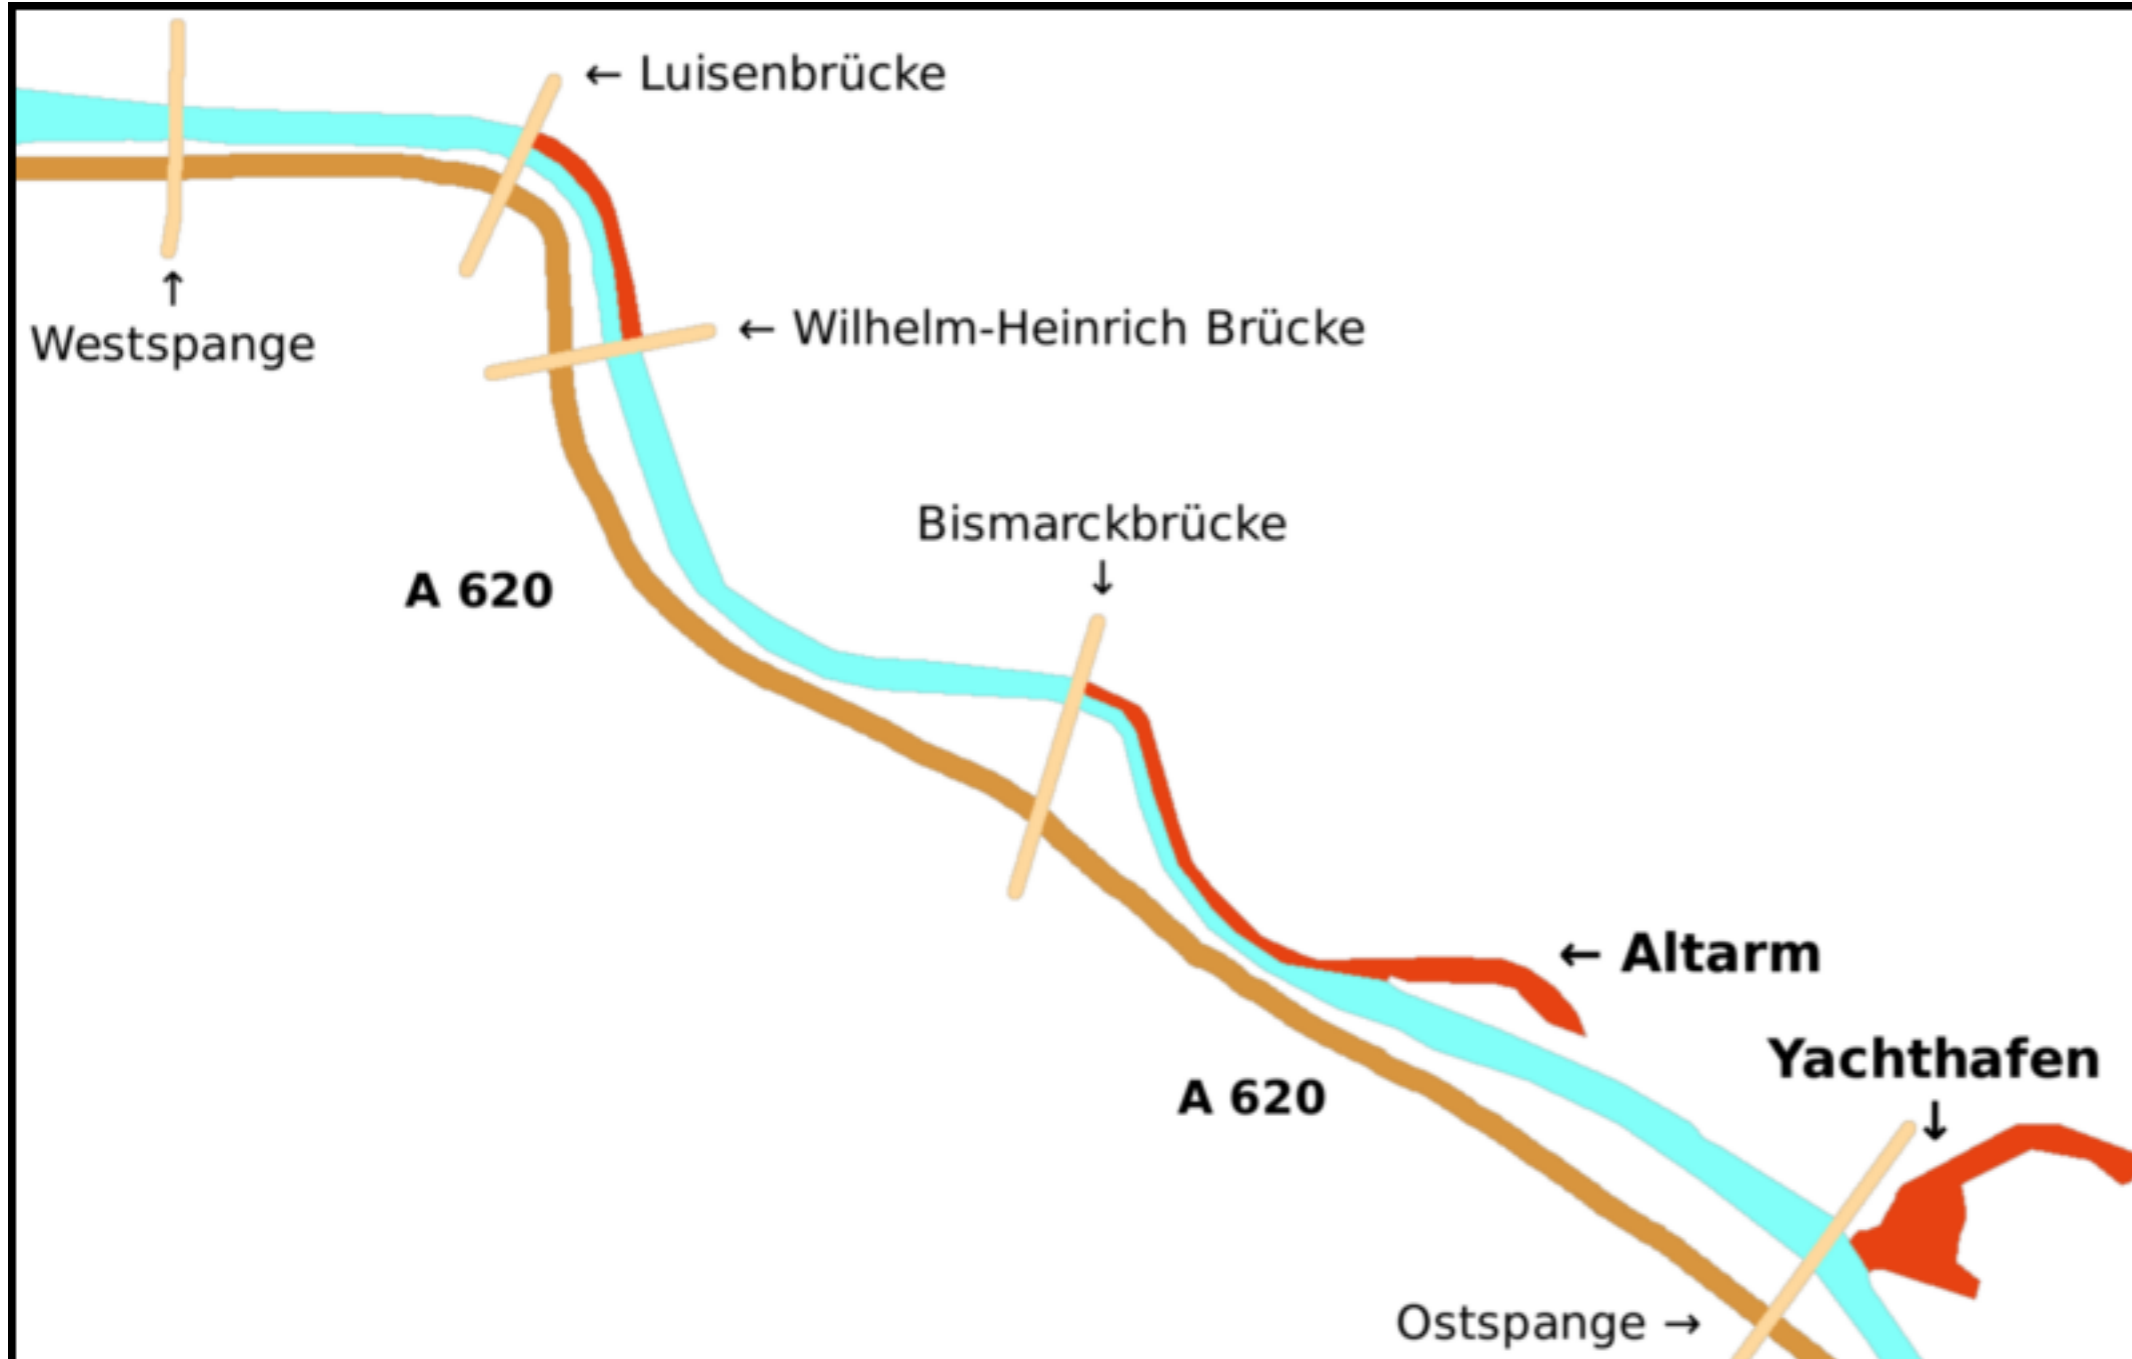 ← Luisenbrücke
↑
Westspange
← Wilhelm-Heinrich Brücke
Bismarckbrücke
↓
A 620
← Altarm
Yachthafen
↓
A 620
Ostspange →